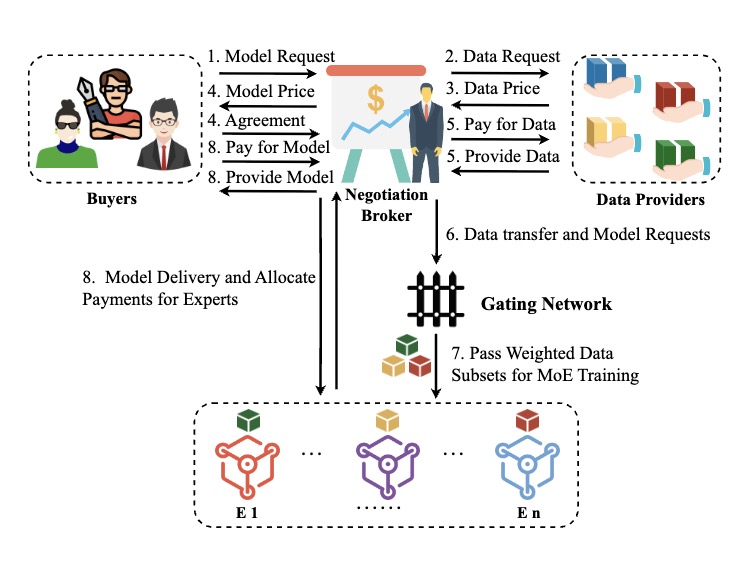 1. Model Request
2. Data Request
4. Model Price
$
3. Data Price
4. Agreement
5. Pay for Data
8. Pay for Model
5. Provide Data
8. Provide Model
Buyers
Negotiation
Broker
Data Providers
6. Data transfer and Model Requests
8. Model Delivery and Allocate
Payments for Experts
Gating Network
7. Pass Weighted Data
Subsets for MoE Training
...
...
......
E 1
E n